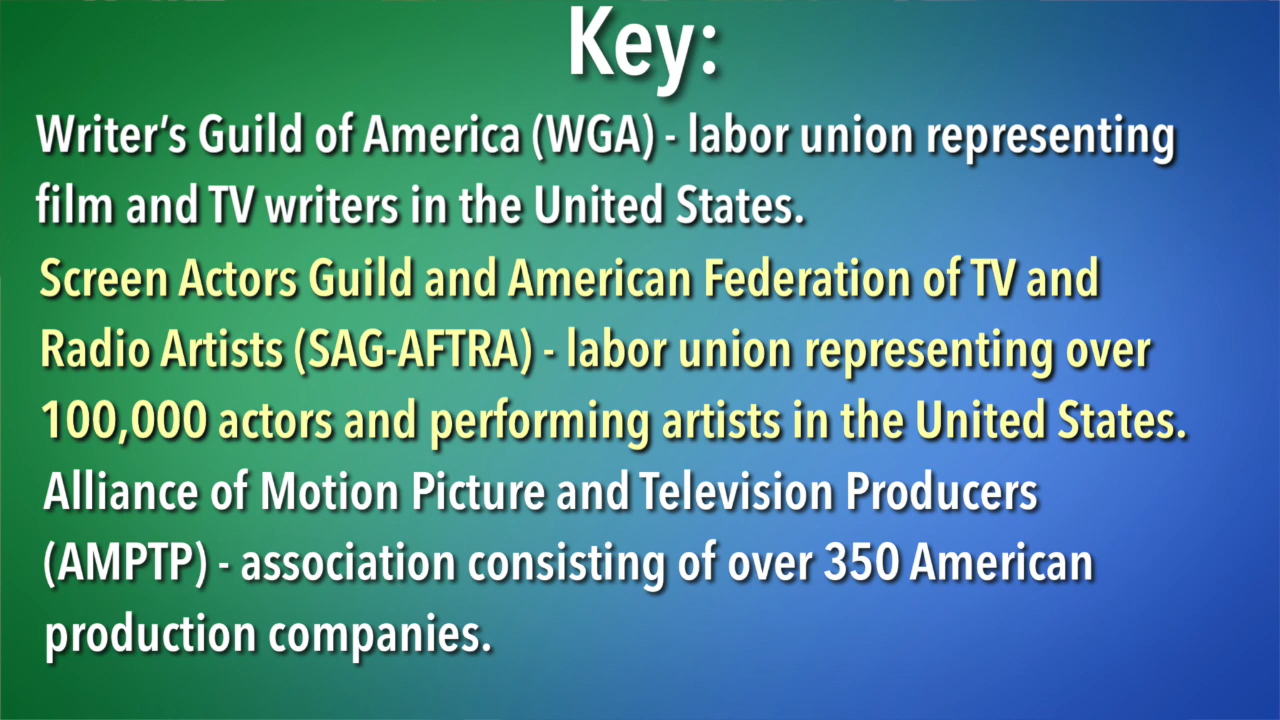 Key:
Writer’s Guild of America (WGA) - labor union representing
film and TV writers in the United States.
Screen Actors Guild and American Federation of TV and
Radio Artists (SAG-AFTRA) - labor union representing over
100,000 actors and performing artists in the United States.
Alliance of Motion Picture and Television Producers
(AMPTP) - association consisting of over 350 American
production companies.